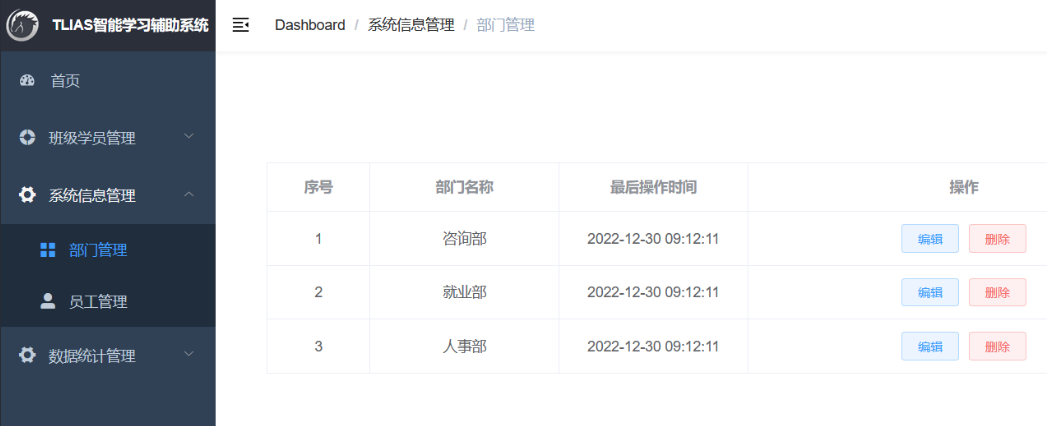 TLIAS智能学习辅助系统
Dashboard / 系统信息管理 / 部门管理
首页
班级学员管理
系统信息管理
部门管理
员工管理
数据统计管理
序号 部门名称 最后操作时间 操作
1 咨询部 2022-12-30 09:12:11 编辑 删除
2 就业部 2022-12-30 09:12:11 编辑 删除
3 人事部 2022-12-30 09:12:11 编辑 删除